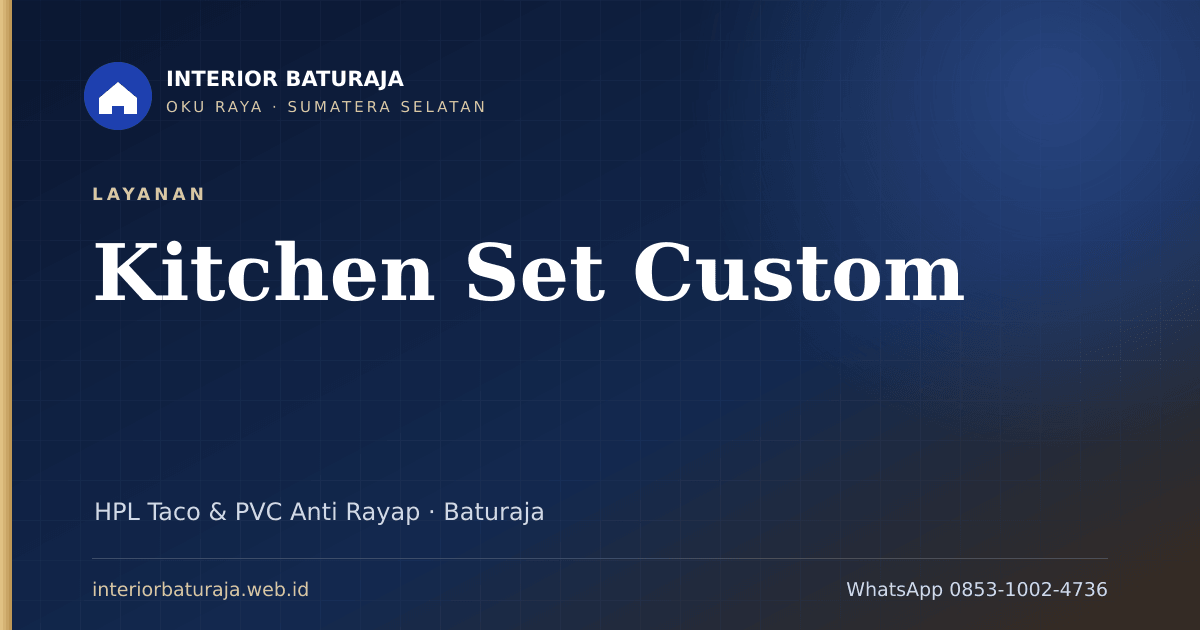 INTERIOR BATURAJA
OKU RAYA · SUMATERA SELATAN
LAYANAN
Kitchen Set Custom
HPL Taco & PVC Anti Rayap · Baturaja
interiorbaturaja.web.id
WhatsApp 0853-1002-4736